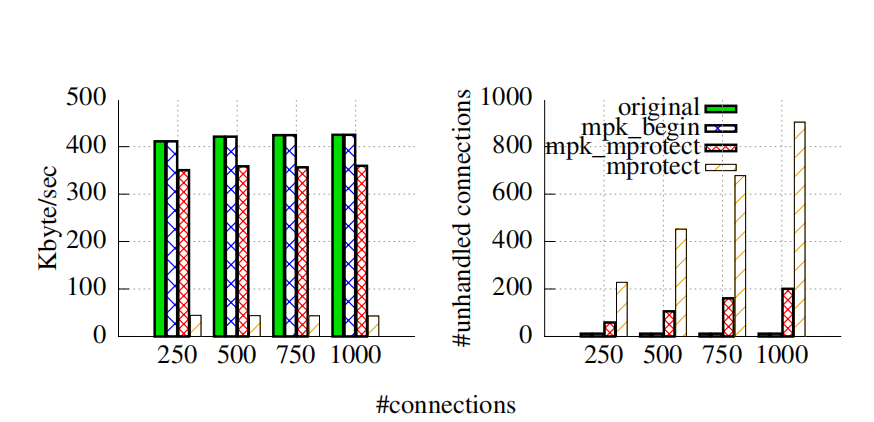 Kbyte/sec
500
400
300
200
100
0
250 500 750 1000
#unhandled connections
1000
800
600
400
200
0
original
mpk_begin
mpk_mprotect
mprotect
250 500 750 1000
#connections